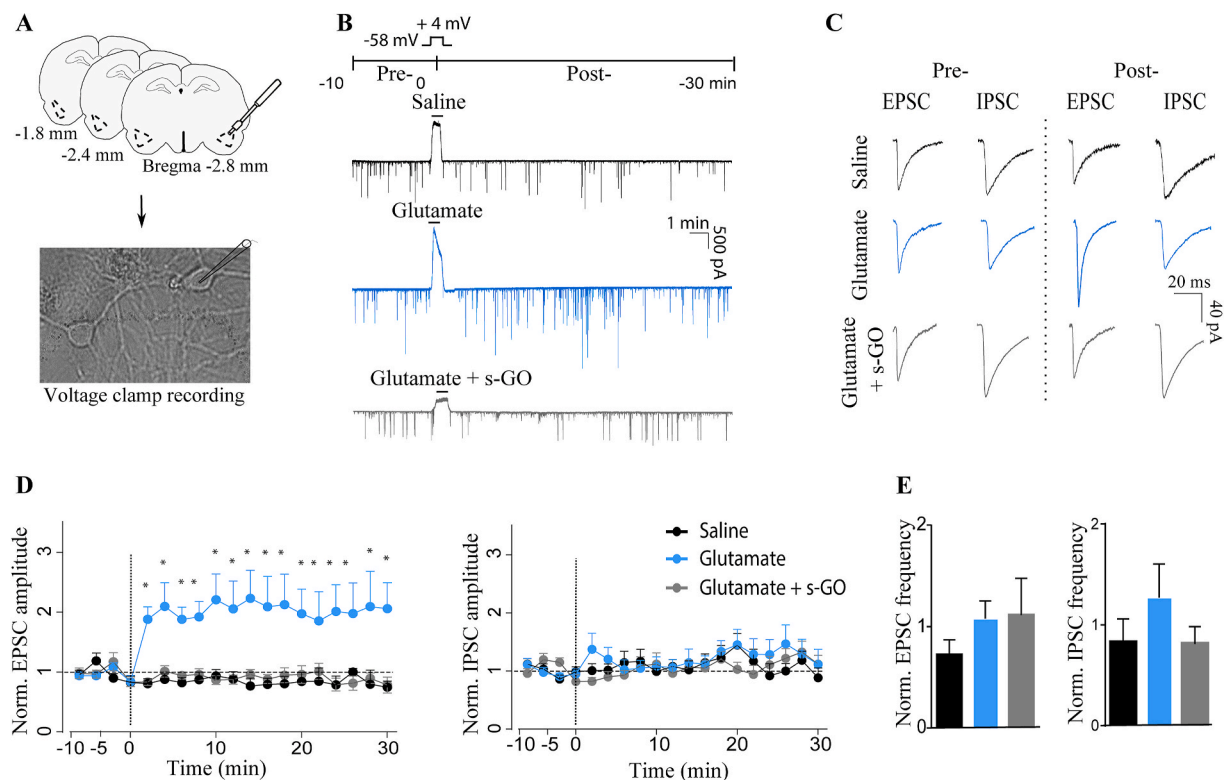 A
-1.8 mm
-2.4 mm
Bregma -2.8 mm
Voltage clamp recording
B
+ 4 mV
-58 mV
-10
Pre-
0
Post-
-30 min
Saline
Glutamate
1 min
500 pA
Glutamate + s-GO
C
Pre-
Post-
EPSC
IPSC
EPSC
IPSC
Saline
Glutamate
Glutamate
+ s-GO
20 ms
40 pA
D
Norm. EPSC amplitude
3
2
1
0
* * * * * * * * * * * * * * *
-10
-5
0
10
20
30
Time (min)
Norm. IPSC amplitude
3
2
1
0
Saline
Glutamate
Glutamate + s-GO
-10
-5
0
10
20
30
Time (min)
E
Norm. EPSC frequency
2
1
0
Norm. IPSC frequency
2
1
0